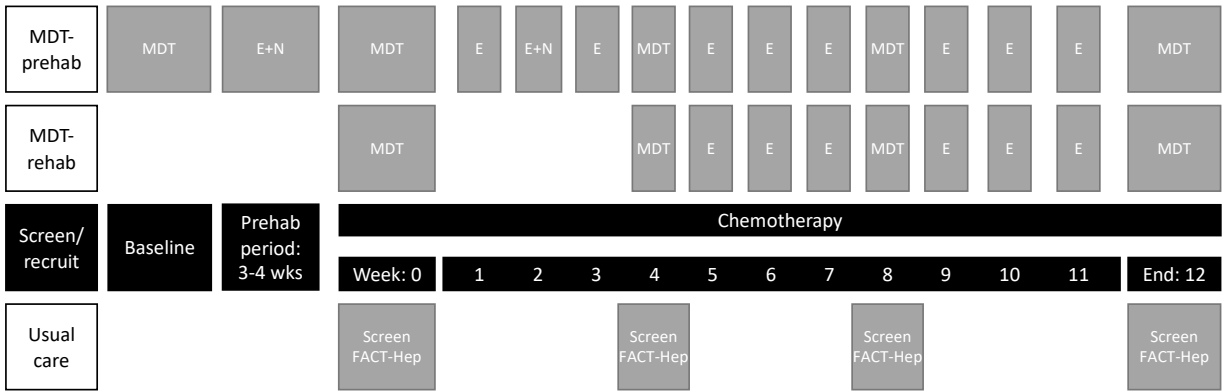 MDT-
prehab
MDT
E+N
MDT
E
E+N
E
MDT
E
E
E
MDT
E
E
E
MDT
MDT-
rehab
MDT
MDT
E
E
E
MDT
E
E
E
MDT
Screen/
recruit
Baseline
Prehab
period:
3-4 wks
Chemotherapy
Week: 0
1
2
3
4
5
6
7
8
9
10
11
End: 12
Usual
care
Screen
FACT-Hep
Screen
FACT-Hep
Screen
FACT-Hep
Screen
FACT-Hep